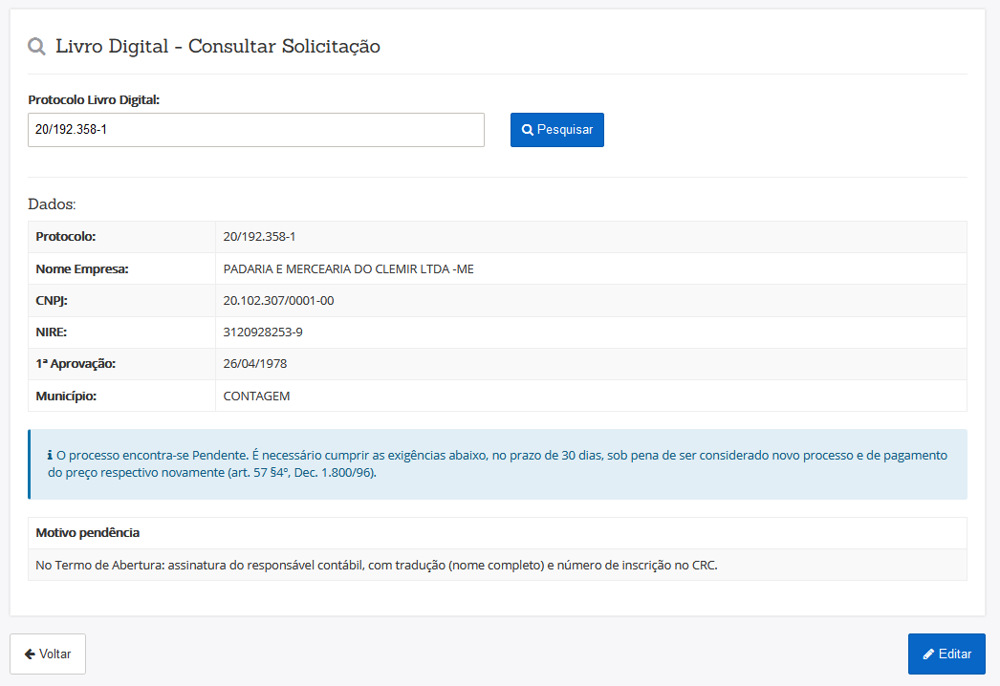 Livro Digital - Consultar Solicitação
Protocolo Livro Digital:
20/192.358-1
Pesquisar
Dados:
Protocolo: 20/192.358-1
Nome Empresa: PADARIA E MERCEARIA DO CLEMIR LTDA -ME
CNPJ: 20.102.307/0001-00
NIRE: 3120928253-9
1ª Aprovação: 26/04/1978
Município: CONTAGEM
O processo encontra-se Pendente. É necessário cumprir as exigências abaixo, no prazo de 30 dias, sob pena de ser considerado novo processo e de pagamento
do preço respectivo novamente (art. 57 §4º, Dec. 1.800/96).
Motivo pendência
No Termo de Abertura: assinatura do responsável contábil, com tradução (nome completo) e número de inscrição no CRC.
Voltar
Editar